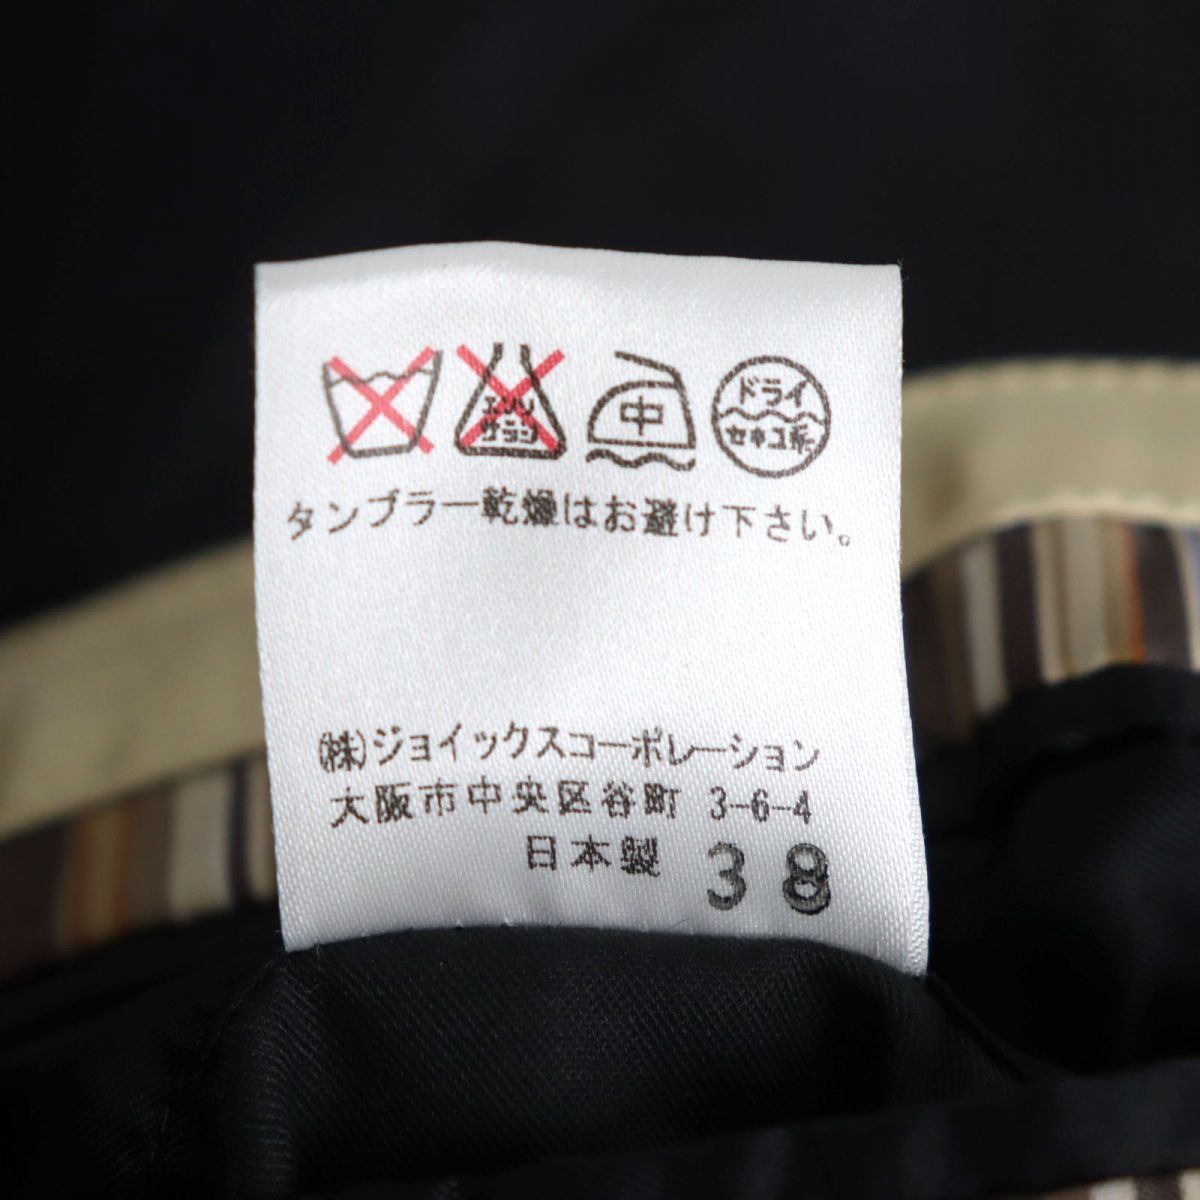 エンソ
サラシ
中
ドライ
セキユ系
タンブラー乾燥はお避け下さい。
(株)ジョイックスコーポレーション
大阪市中央区谷町 3-6-4
日本製 38